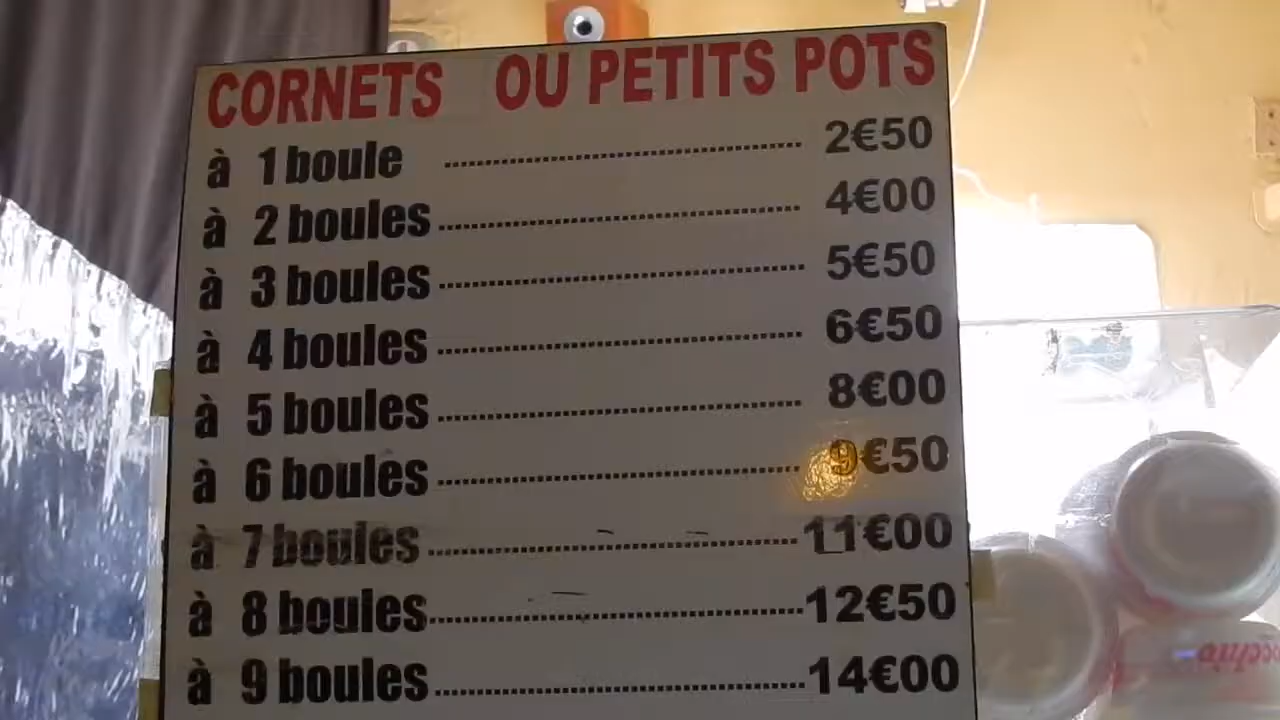 CORNETS OU PETITS POTS
à 1 boule ........ 2€50
à 2 boules ........ 4€00
à 3 boules ........ 5€50
à 4 boules ........ 6€50
à 5 boules ........ 8€00
à 6 boules ........ 9€50
à 7 boules ........ 11€00
à 8 boules ........ 12€50
à 9 boules ........ 14€00